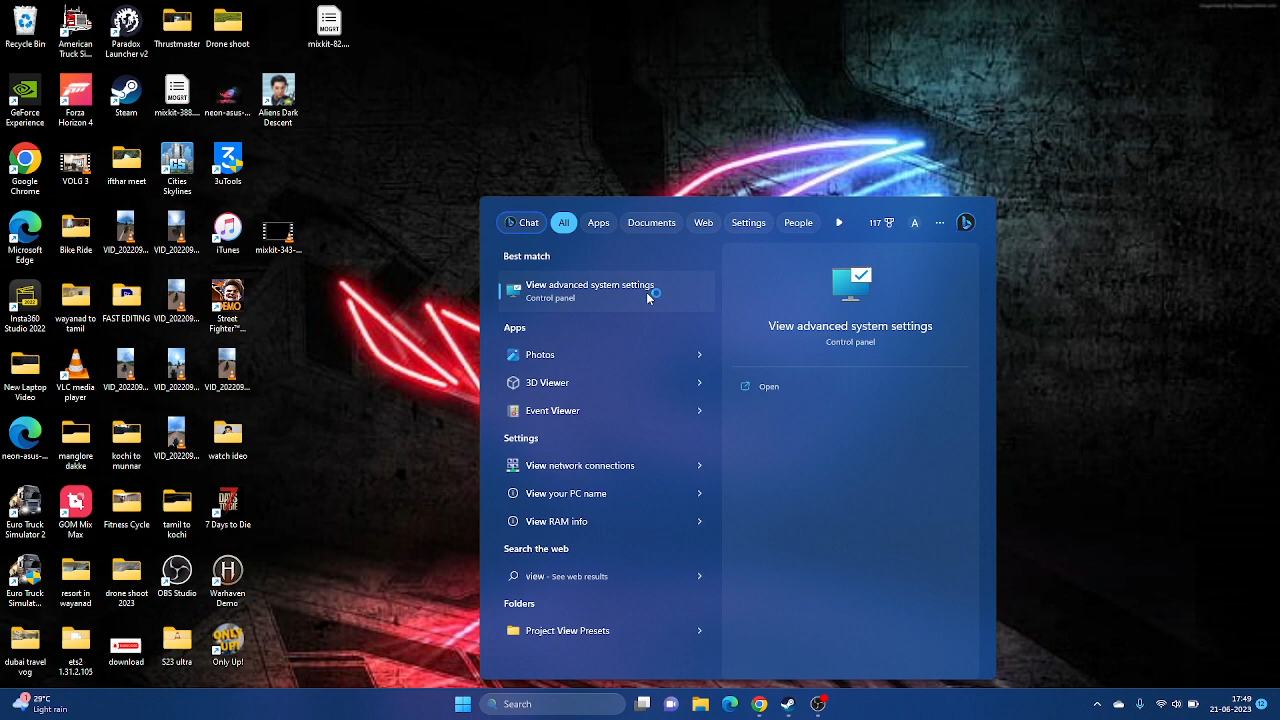 Recycle Bin
American Truck Si...
Paradox Launcher v2
Thrustmaster
Drone shoot
MOGRT
mixkit-82...
GeForce Experience
Forza Horizon 4
Steam
MOGRT
mixkit-388...
neon-asus-...
Aliens Dark Descent
Google Chrome
VOLG 3
ifthar meet
Cities Skylines
3uTools
Microsoft Edge
Bike Ride
VID_202209...
VID_202209...
iTunes
mixkit-343-...
Insta360 Studio 2022
wayanad to tamil
FAST EDITING
VID_202209...
DEMO
Street Fighter™...
New Laptop Video
VLC media player
VID_202209...
VID_202209...
VID_202209...
neon-asus-...
manglore dakke
kochi to munnar
VID_202209...
watch ideo
Euro Truck Simulator 2
GOM Mix Max
Fitness Cycle
tamil to kochi
7 Days to Die
Euro Truck Simulat...
resort in wayanad
drone shoot 2023
OBS Studio
Warhaven Demo
dubai travel vog
ets2 1.31.2.105
download
S23 ultra
ONLY UP!
Only Up!
Chat
All
Apps
Documents
Web
Settings
People
117
A
...
Best match
View advanced system settings
Control panel
Apps
Photos
3D Viewer
Event Viewer
Settings
View network connections
View your PC name
View RAM info
Search the web
view - See web results
Folders
Project View Presets
View advanced system settings
Control panel
Open
1
29°C
Light rain
Search
17:49
21-06-2023
12